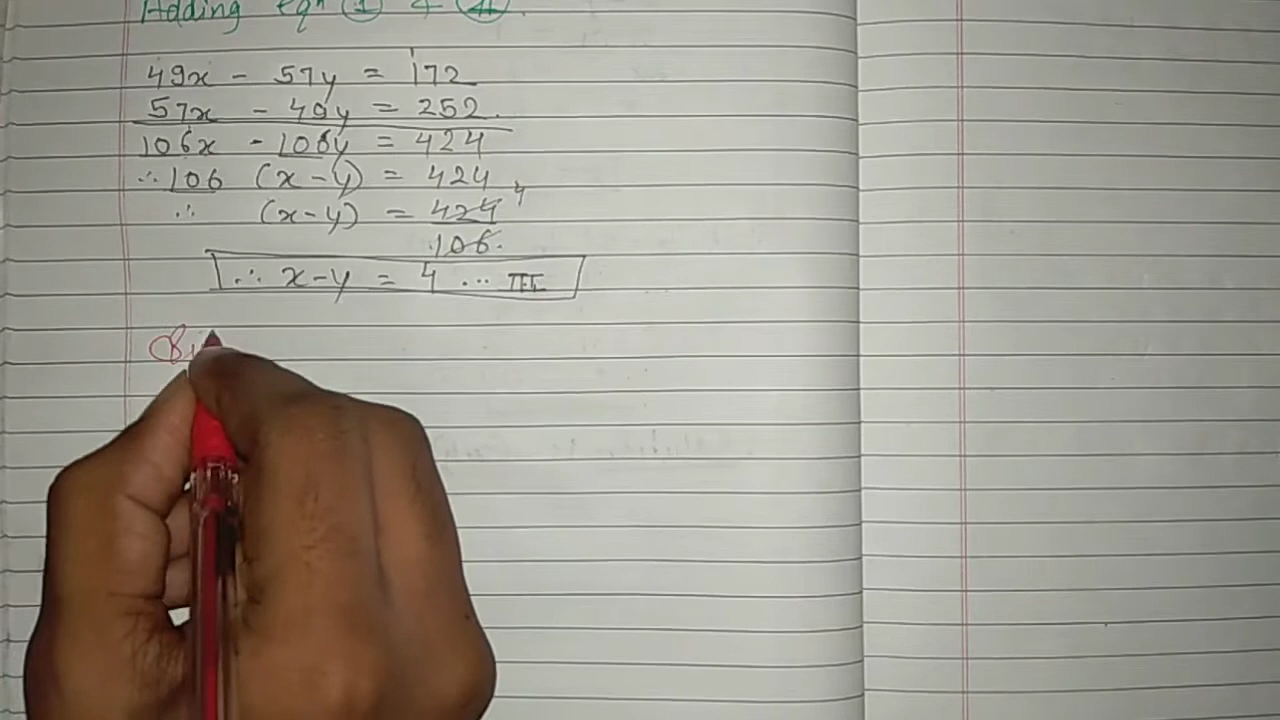 Adding eqn ① & ②.
49x - 57y = 172
57x - 49y = 252.
106x - 106y = 424
∴ 106 (x-y) = 424
∴ (x-y) = 424 4
106.
∴ x-y = 4 ... III